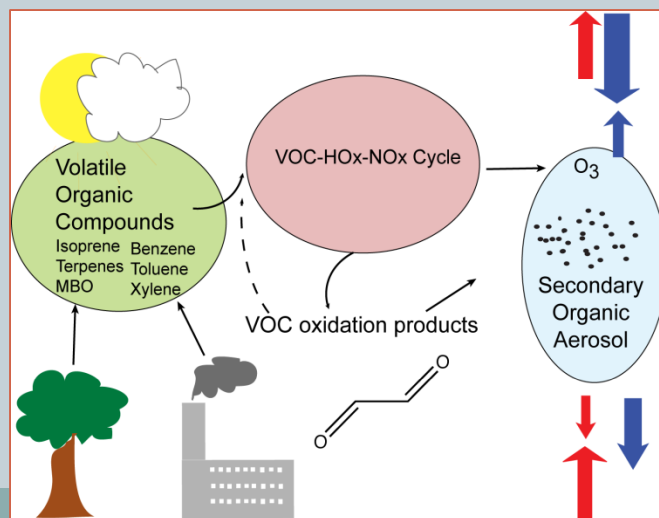 Volatile
Organic
Compounds
Isoprene Benzene
Terpenes Toluene
MBO Xylene
VOC-HOx-NOx Cycle
VOC oxidation products
O
O
O3
Secondary
Organic
Aerosol